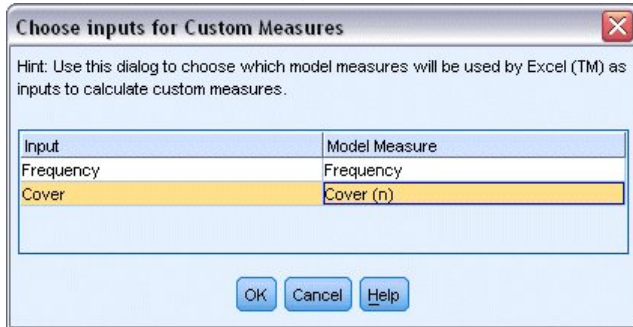 Choose inputs for Custom Measures
Hint: Use this dialog to choose which model measures will be used by Excel (TM) as
inputs to calculate custom measures.
Input Model Measure
Frequency Frequency
Cover Cover (n)
OK Cancel Help